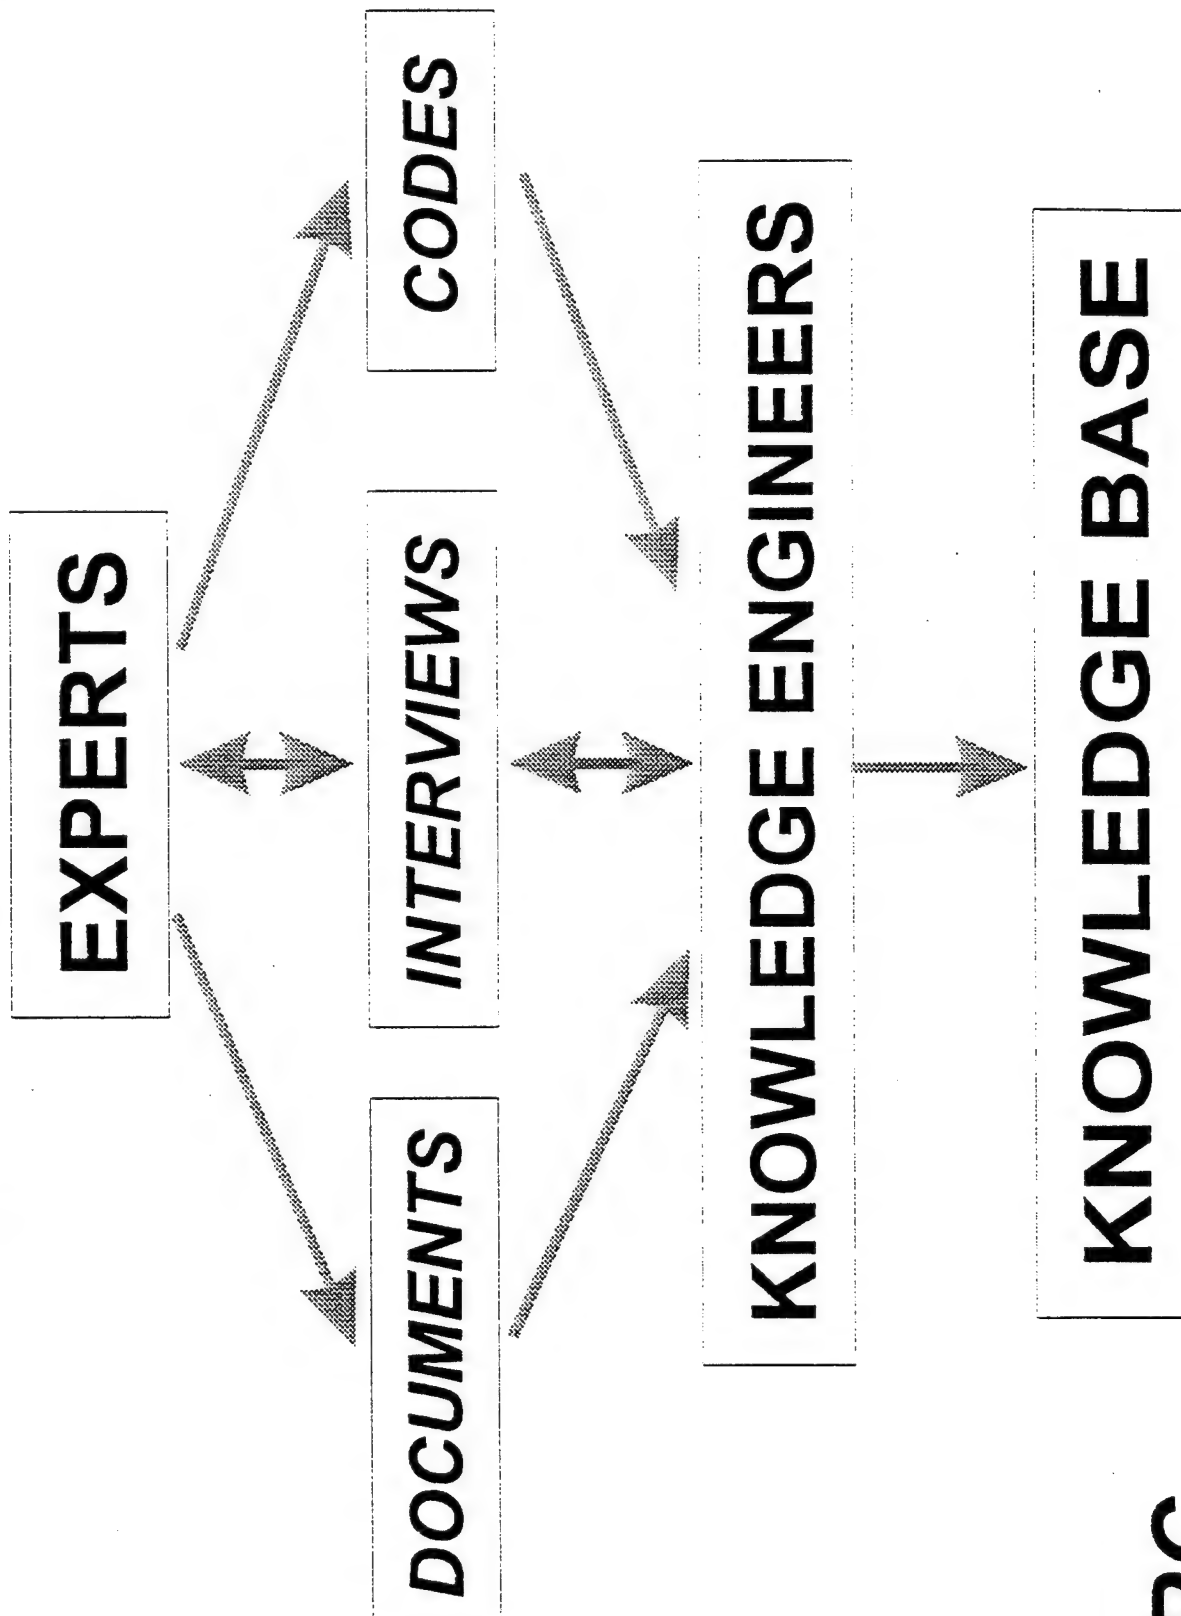 EXPERTS
DOCUMENTS
INTERVIEWS
CODES
KNOWLEDGE ENGINEERS
KNOWLEDGE BASE